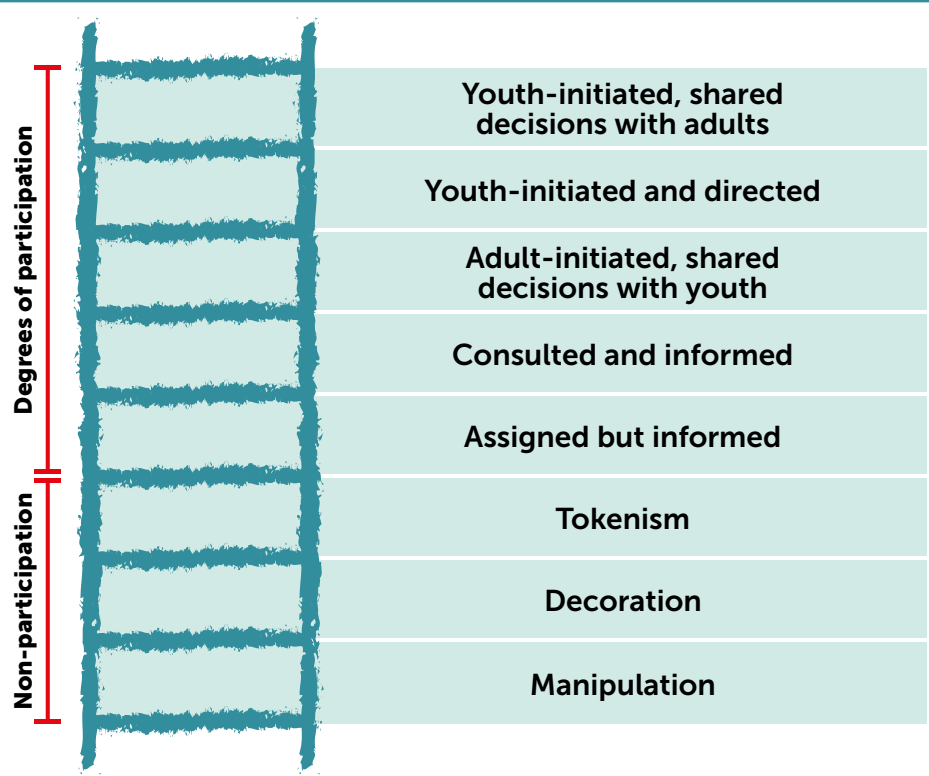 Degrees of participation
Youth-initiated, shared
decisions with adults
Youth-initiated and directed
Adult-initiated, shared
decisions with youth
Consulted and informed
Assigned but informed
Non-participation
Tokenism
Decoration
Manipulation